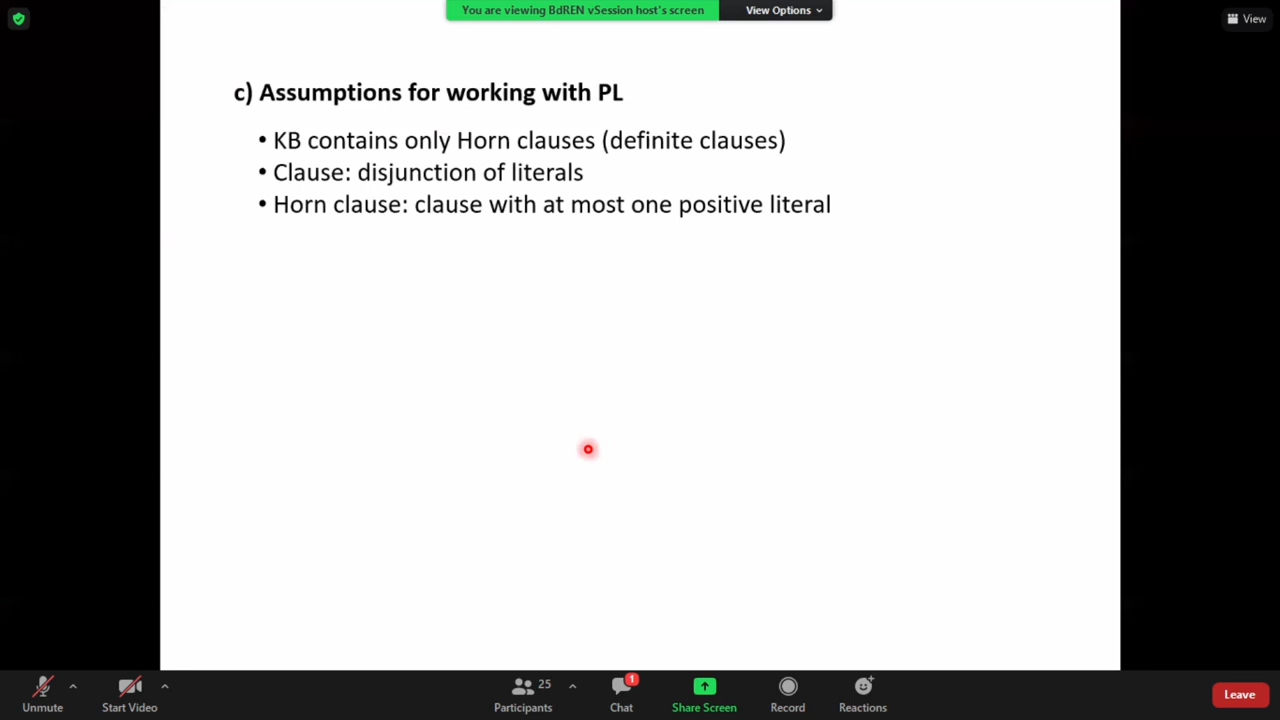 You are viewing BdREN vSession host's screen
View Options
View
c) Assumptions for working with PL
• KB contains only Horn clauses (definite clauses)
• Clause: disjunction of literals
• Horn clause: clause with at most one positive literal
Unmute
Start Video
25
Participants
1
Chat
Share Screen
Record
Reactions
Leave